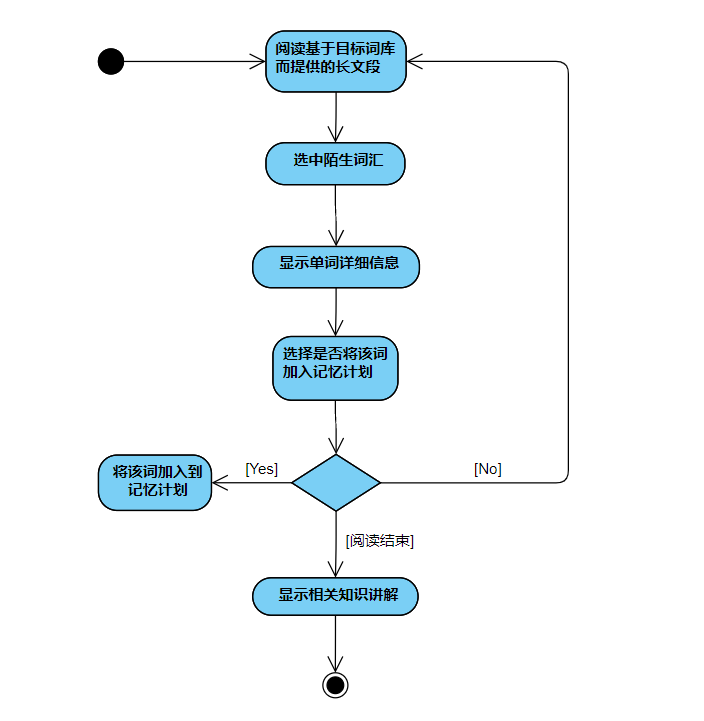 阅读基于目标词库
而提供的长文段
选中陌生词汇
显示单词详细信息
选择是否将该词
加入记忆计划
将该词加入到
记忆计划
[Yes]
[No]
[阅读结束]
显示相关知识讲解